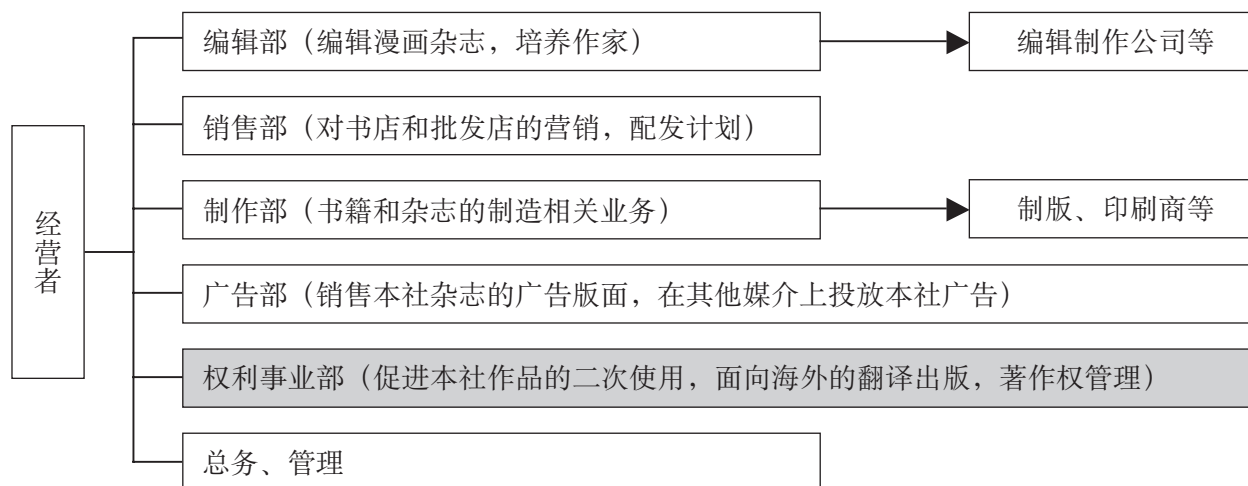 编辑部（编辑漫画杂志，培养作家）
编辑制作公司等
销售部（对书店和批发店的营销，配发计划）
制作部（书籍和杂志的制造相关业务）
制版、印刷商等
经营者
广告部（销售本社杂志的广告版面，在其他媒介上投放本社广告）
权利事业部（促进本社作品的二次使用，面向海外的翻译出版，著作权管理）
总务、管理